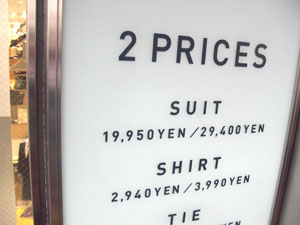 2 PRICES
SUIT
19,950YEN/29,400YEN
SHIRT
2,940YEN/3,990YEN
TIE